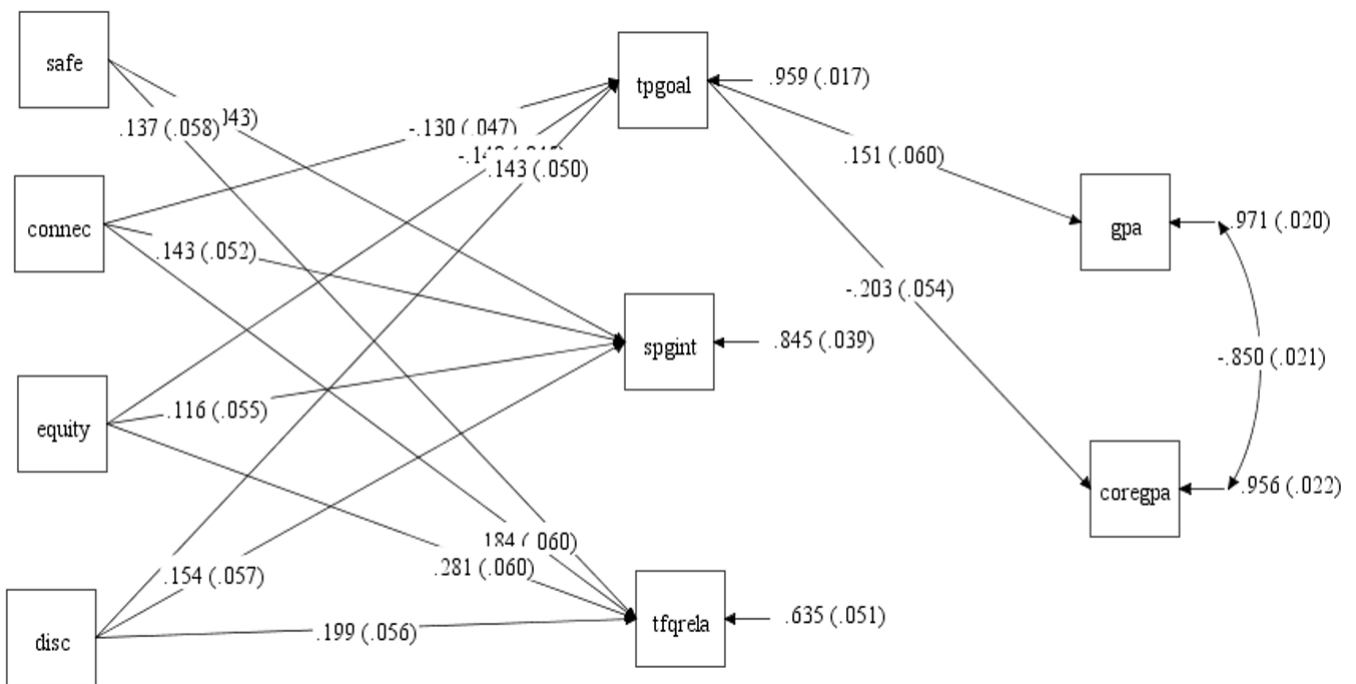 safe
tpgoal
.959 (.017)
.137 (.058)
-.130 (.047)
.143 (.050)
.151 (.060)
connec
gpa
.971 (.020)
.143 (.052)
-.203 (.054)
spgint
.845 (.039)
-.850 (.021)
equity
.116 (.055)
coregpa
.956 (.022)
.184 (.060)
.281 (.060)
.154 (.057)
disc
.199 (.056)
tfqrela
.635 (.051)